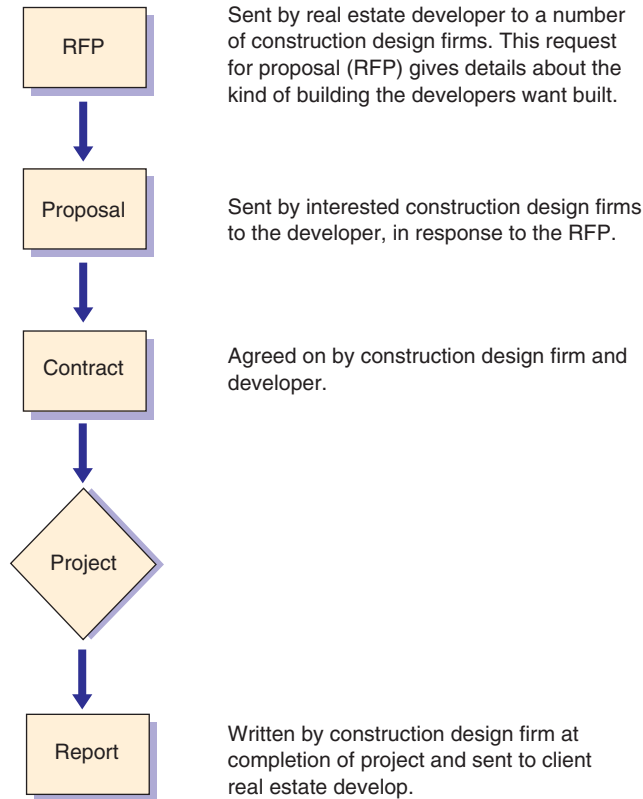 RFP
Sent by real estate developer to a number
of construction design firms. This request
for proposal (RFP) gives details about the
kind of building the developers want built.
Proposal
Sent by interested construction design firms
to the developer, in response to the RFP.
Contract
Agreed on by construction design firm and
developer.
Project
Report
Written by construction design firm at
completion of project and sent to client
real estate develop.